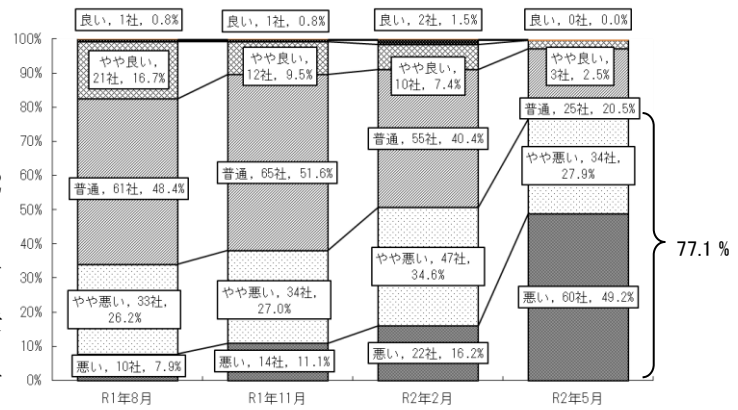 良い, 1社, 0.8%
良い, 1社, 0.8%
良い, 2社, 1.5%
良い, 0社, 0.0%
100%
90%
80%
70%
60%
50%
40%
30%
20%
10%
0%
やや良い,
21社, 16.7%
普通, 61社, 48.4%
やや悪い, 33社,
26.2%
悪い, 10社, 7.9%
やや良い,
12社, 9.5%
普通, 65社, 51.6%
やや悪い, 34社,
27.0%
悪い, 14社, 11.1%
やや良い,
10社, 7.4%
普通, 55社, 40.4%
やや悪い, 47社,
34.6%
悪い, 22社, 16.2%
やや良い,
3社, 2.5%
普通, 25社, 20.5%
やや悪い, 34社,
27.9%
悪い, 60社, 49.2%
77.1 %
R1年8月
R1年11月
R2年2月
R2年5月